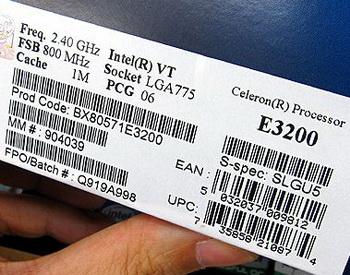 Freq. 2.40 GHz Intel(R) VT
FSB 800 MHz Socket LGA775
Cache 1M PCG 06
Prod Code: BX80571E3200
MM# : 904039
FPO/Batch# : Q919A998
Celeron(R) Processor
E3200
S-spec: SLGU5
EAN :
5 032037 009812
UPC:
7 35858 21087 4